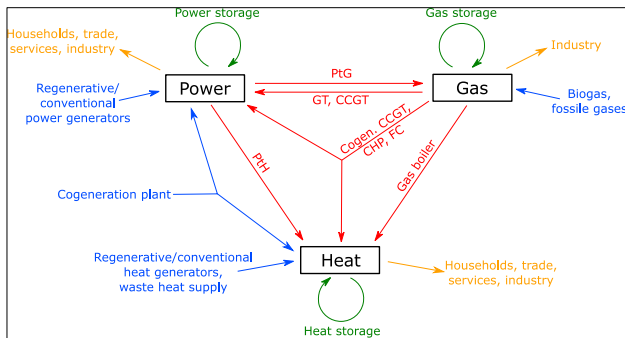 Power storage
Gas storage
Households, trade,
services, industry
Industry
Power
PtG
GT, CCGT
Gas
Regenerative/
conventional
power generators
Biogas,
fossile gases
Cogen. CCGT,
CHP, FC
Gas boiler
PtH
Cogeneration plant
Regenerative/conventional
heat generators,
waste heat supply
Heat
Households, trade,
services, industry
Heat storage